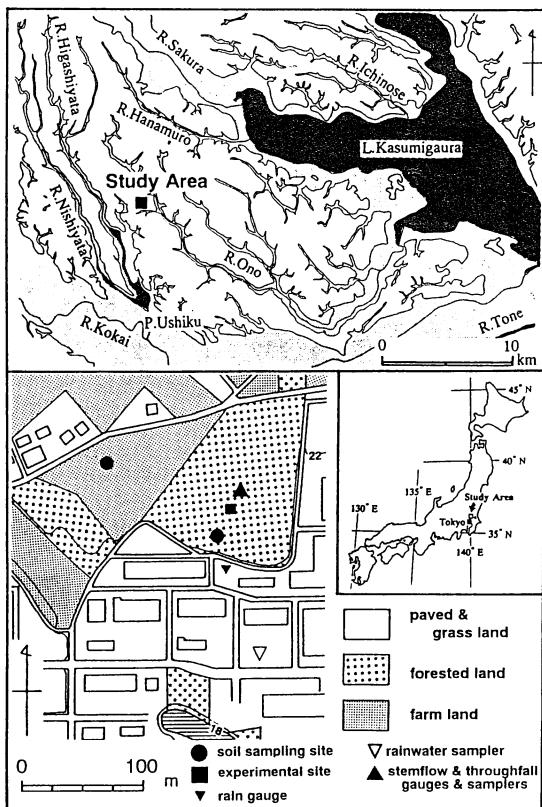 R.Higashiyata
R.Sakura
R.Ichinose
R.Hanamuro
L.Kasumigaura
Study Area
R.Nishiyata
R.Ono
P.Ushiku
R.Kokai
R.Tone
0 10
km
22
18
45° N
40° N
130° E
135° E
Study Area
Tokyo
35° N
140° E
paved &
grass land
forested land
farm land
4
0 100
m
soil sampling site
experimental site
rain gauge
rainwater sampler
stemflow & throughfall
gauges & samplers